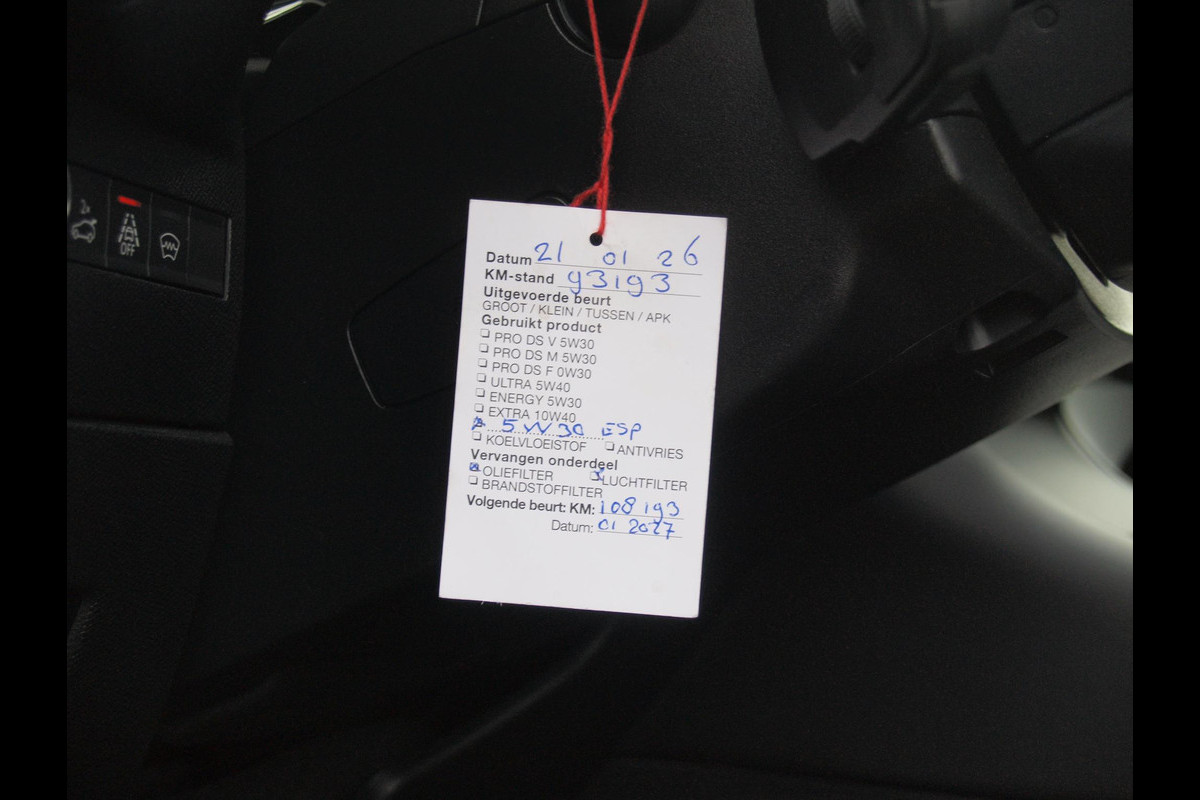 2x
OFF
Datum 21 01 26
KM-stand 93193
Uitgevoerde beurt
GROOT / KLEIN / TUSSEN / APK
Gebruikt product
PRO DS V 5W30
PRO DS M 5W30
PRO DS F 0W30
ULTRA 5W40
ENERGY 5W30
EXTRA 10W40
5W30 ESP
KOELVLOEISTOF ANTIVRIES
Vervangen onderdeel
OLIEFILTER LUCHTFILTER
BRANDSTOFFILTER
Volgende beurt: KM: 108193
Datum: 01 2027